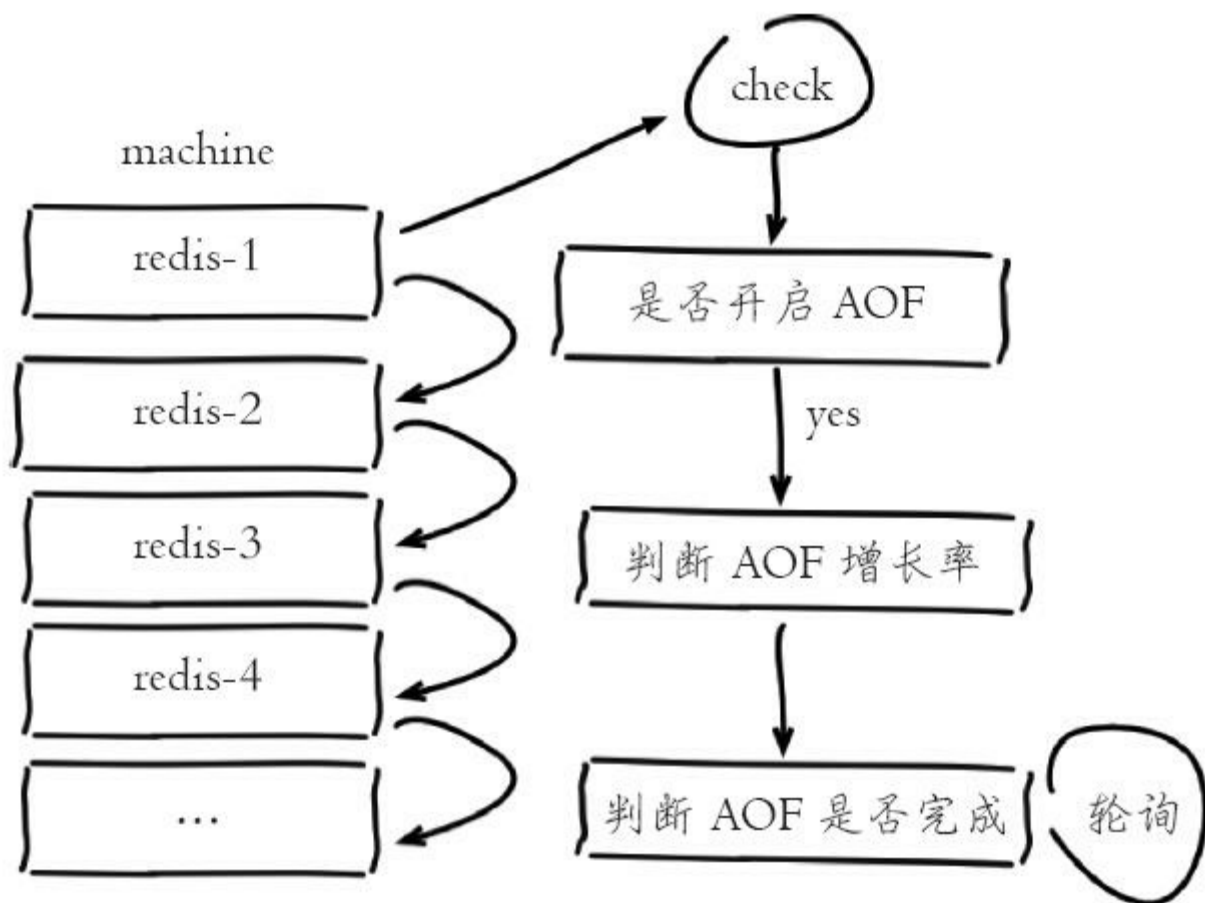 machine
redis-1
redis-2
redis-3
redis-4
...
check
是否开启 AOF
yes
判断 AOF 增长率
判断 AOF 是否完成
轮询